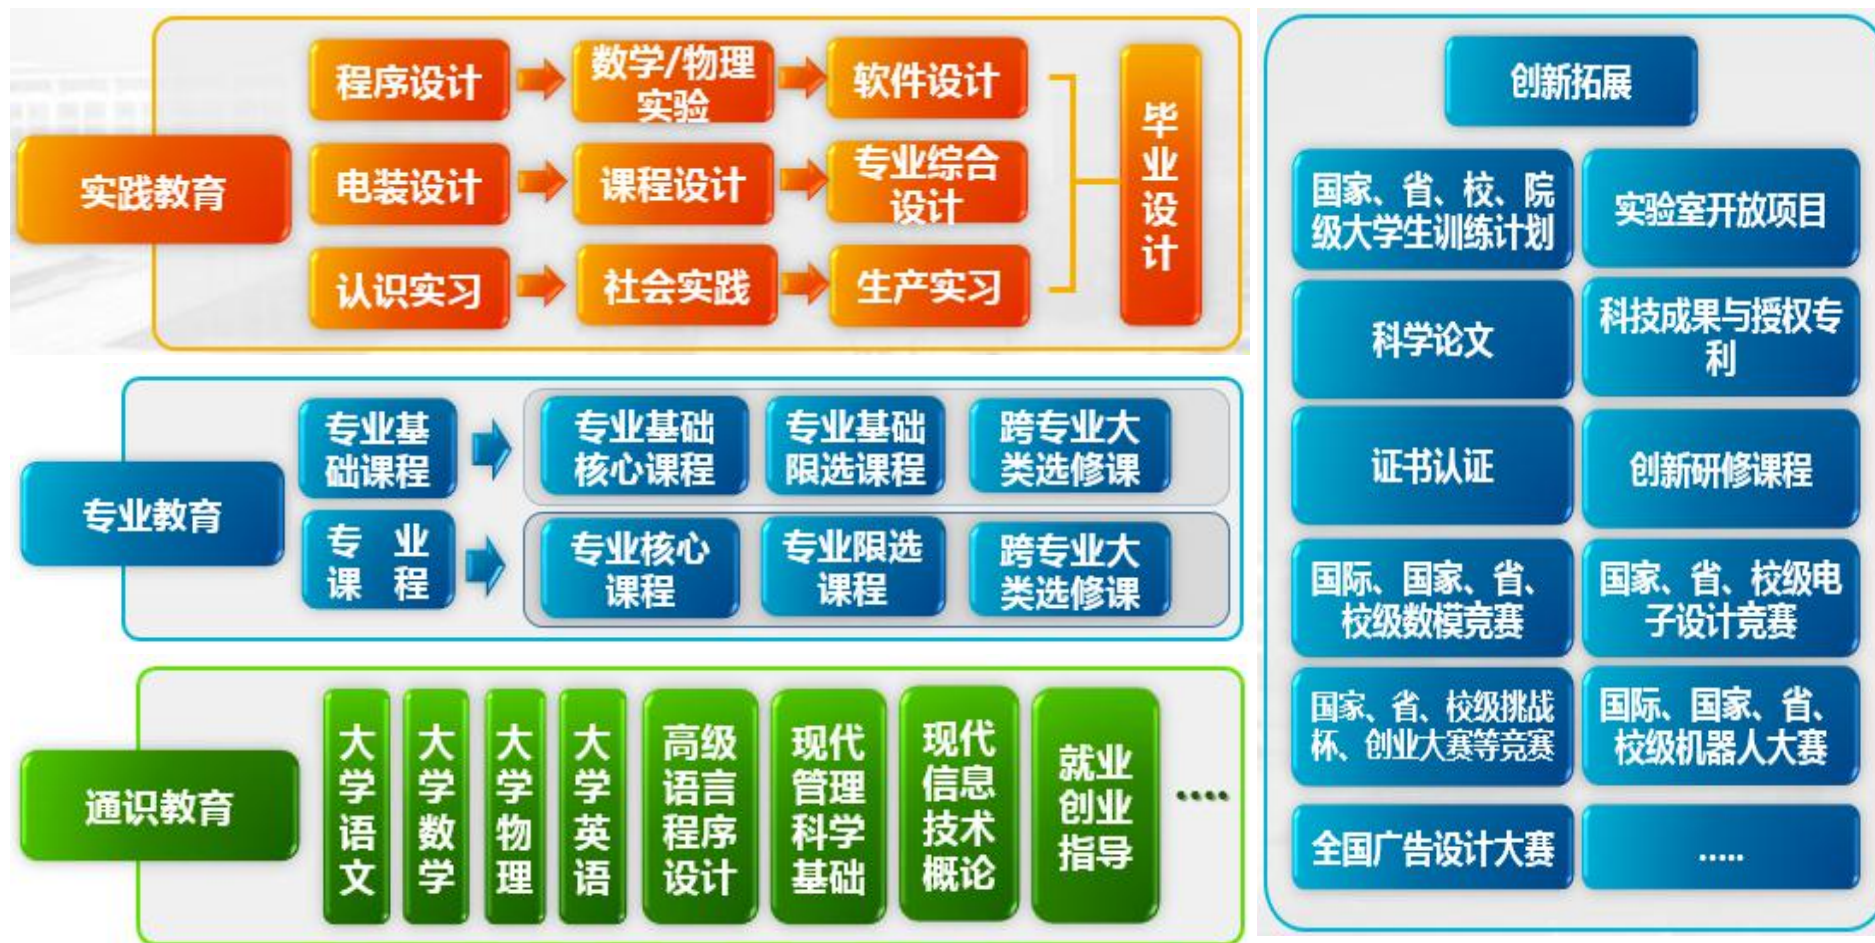 实践教育
程序设计
数学/物理
实验
软件设计
电装设计
课程设计
专业综合
设计
认识实习
社会实践
生产实习
毕业设计
专业教育
专业基
础课程
专业基础
核心课程
专业基础
限选课程
跨专业大
类选修课
专 业
课 程
专业核心
课程
专业限选
课程
跨专业大
类选修课
通识教育
大学语文
大学数学
大学物理
大学英语
高级
语言
程序
设计
现代
管理
科学
基础
现代
信息
技术
概论
就业
创业
指导
....
创新拓展
国家、省、校、院
级大学生训练计划
实验室开放项目
科学论文
科技成果与授权专
利
证书认证
创新研修课程
国际、国家、省、
校级数模竞赛
国家、省、校级电
子设计竞赛
国家、省、校级挑战
杯、创业大赛等竞赛
国际、国家、省、
校级机器人大赛
全国广告设计大赛
.....